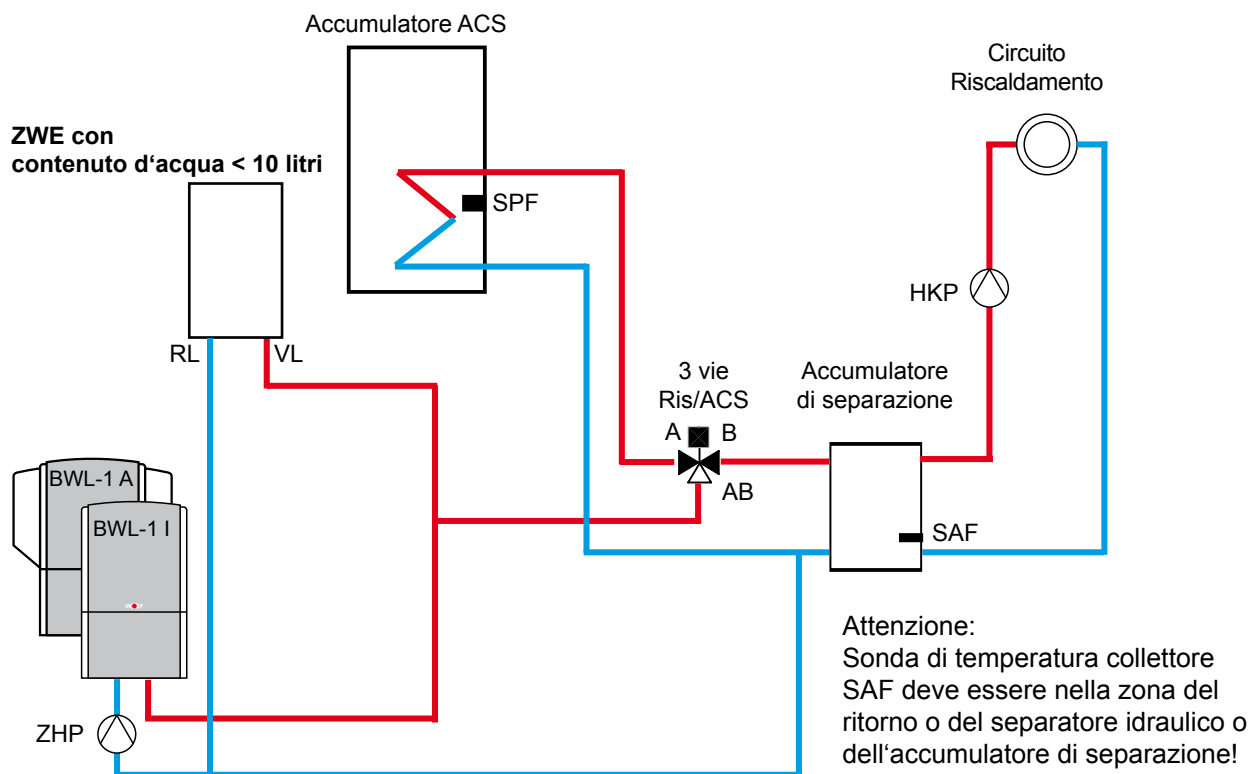 Accumulatore ACS
Circuito
Riscaldamento
ZWE con
contenuto d‘acqua < 10 litri
SPF
HKP
RL
VL
3 vie
Ris/ACS
Accumulatore
di separazione
A
B
AB
BWL-1 A
BWL-1 I
SAF
ZHP
Attenzione:
Sonda di temperatura collettore
SAF deve essere nella zona del
ritorno o del separatore idraulico o
dell‘accumulatore di separazione!